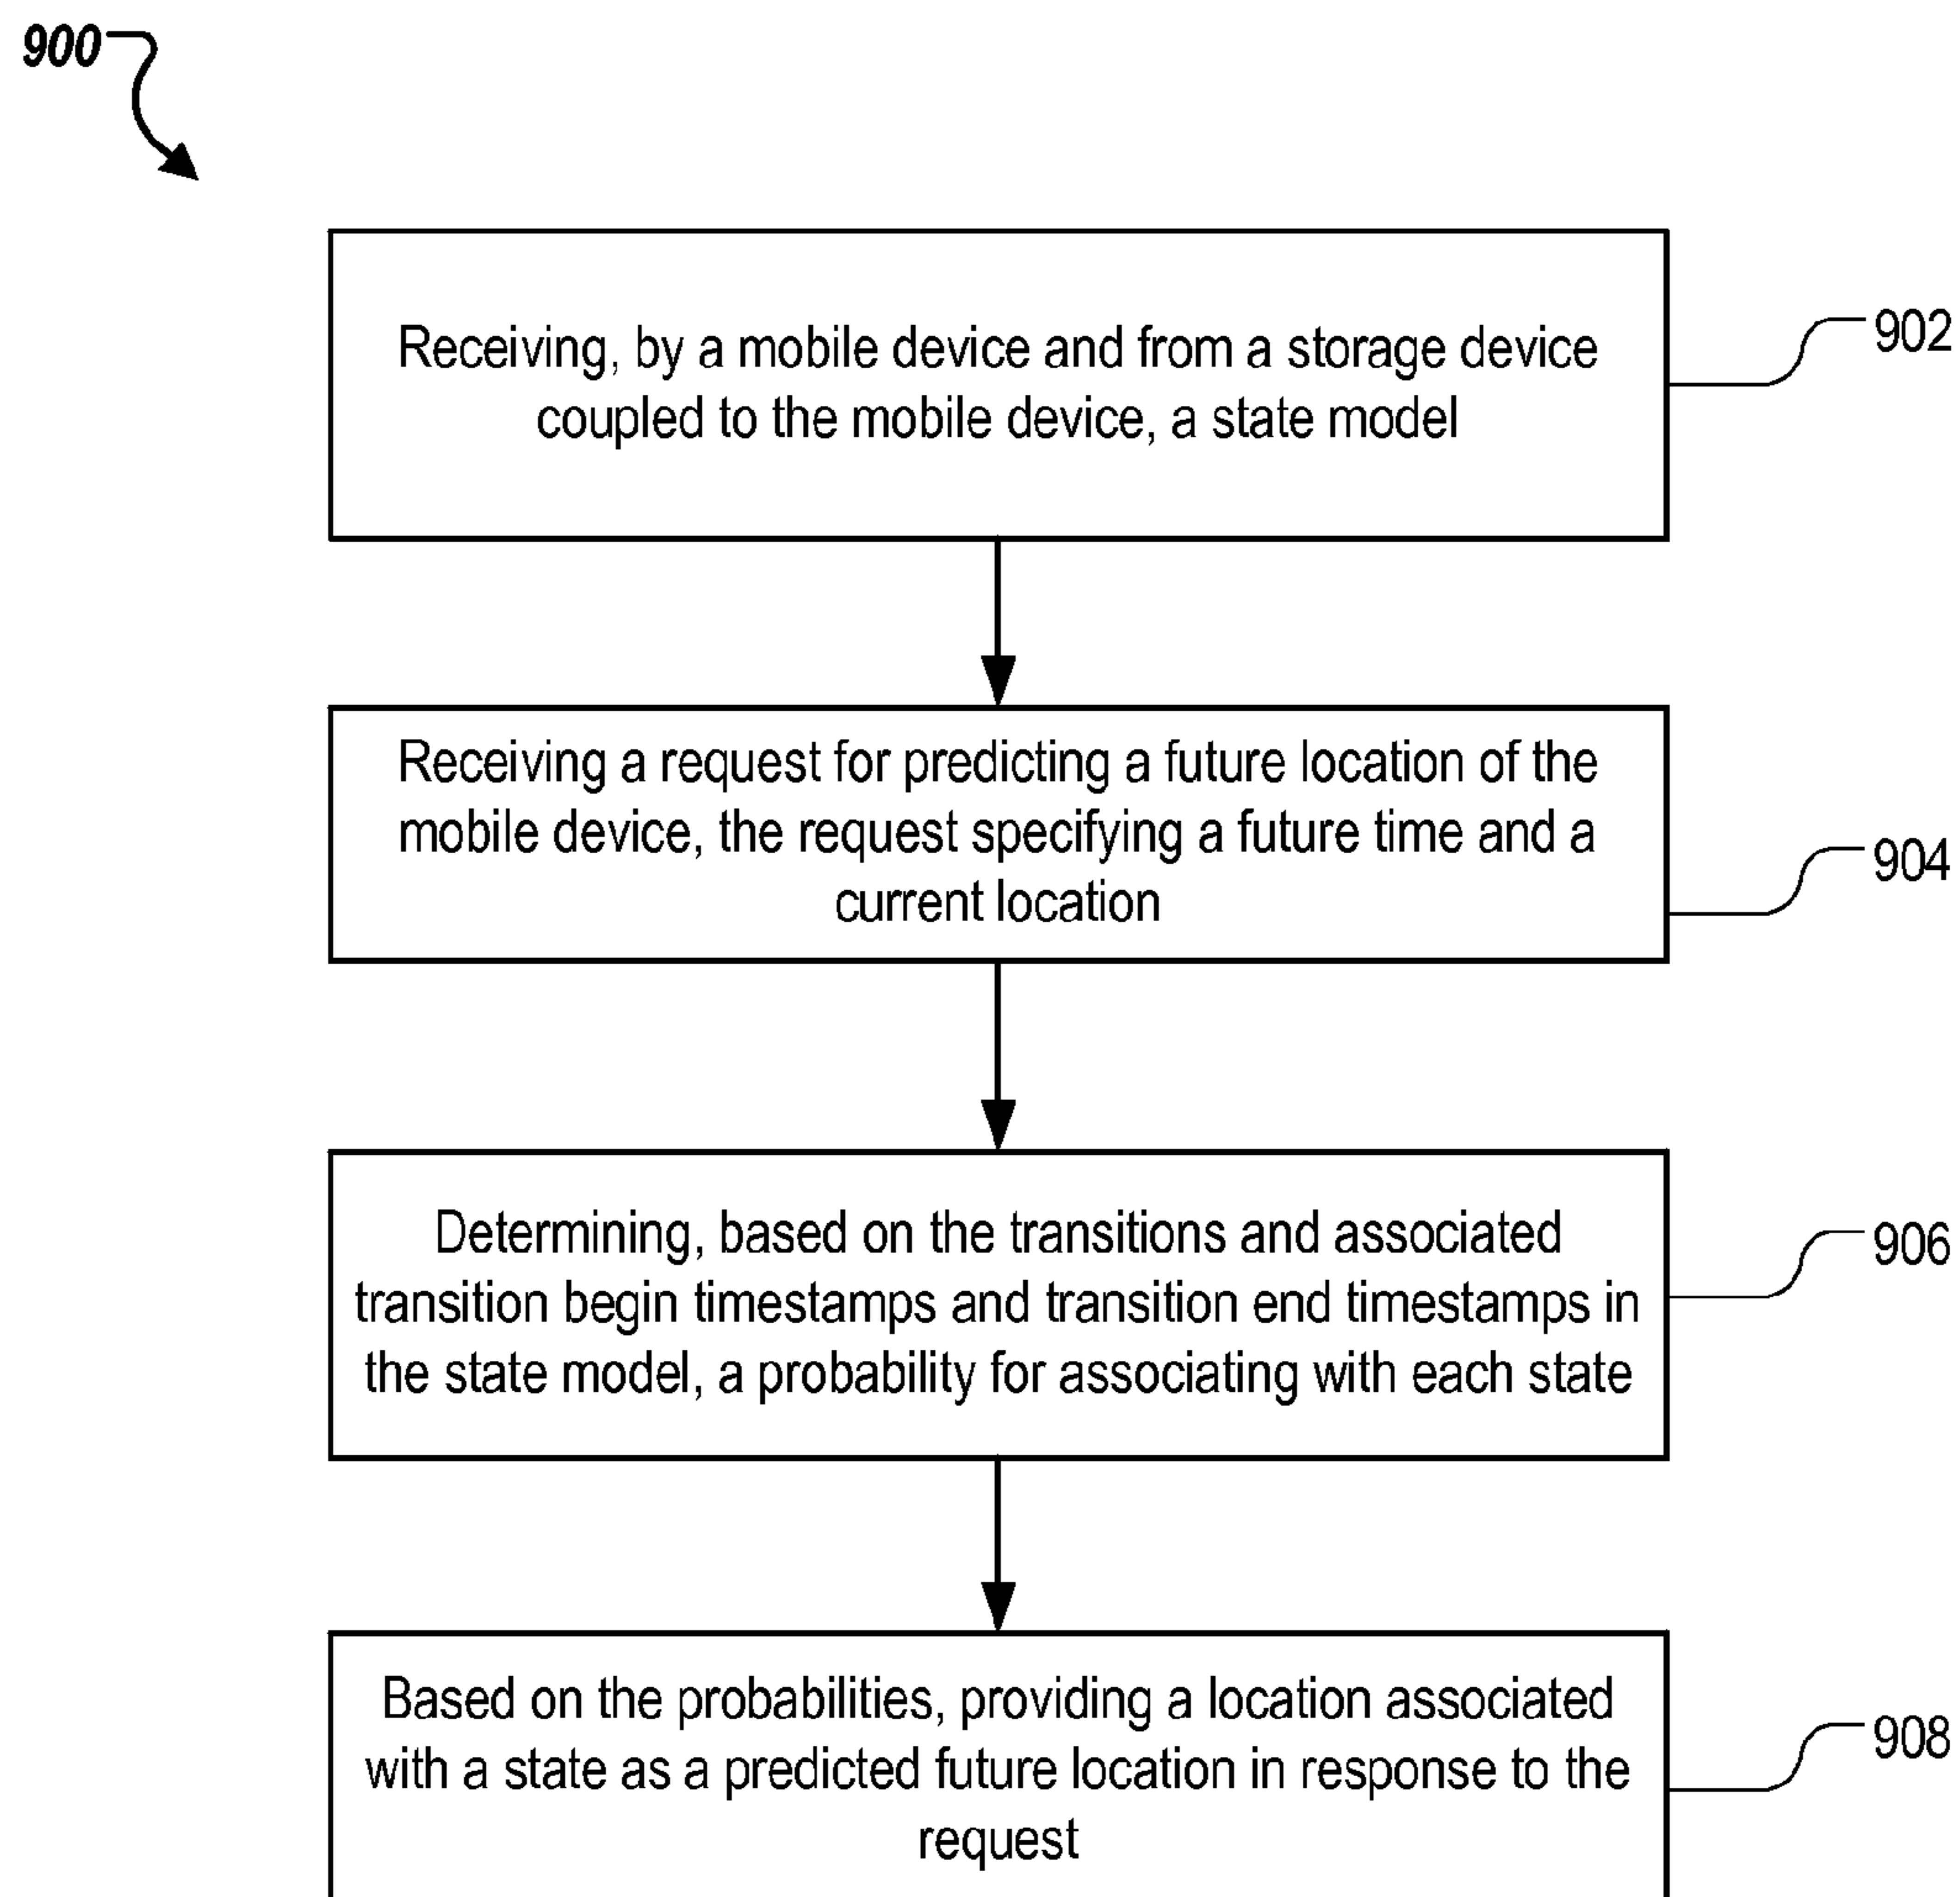 900
Receiving, by a mobile device and from a storage device
coupled to the mobile device, a state model
902
Receiving a request for predicting a future location of the
mobile device, the request specifying a future time and a
current location
904
Determining, based on the transitions and associated
transition begin timestamps and transition end timestamps in
the state model, a probability for associating with each state
906
Based on the probabilities, providing a location associated
with a state as a predicted future location in response to the
request
908